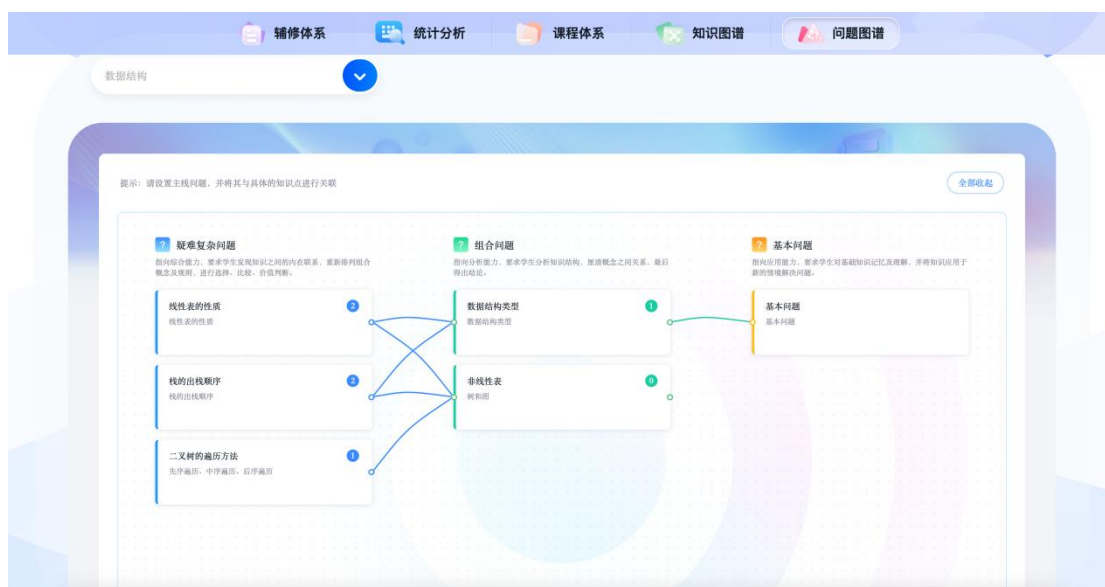 辅修体系
统计分析
课程体系
知识图谱
问题图谱
数据结构
提示：请设置主线问题，并将其与具体的知识点进行关联
全部收起
疑难复杂问题
指向综合能力，要求学生发现知识之间的内在联系，重新排列组合
概念及规则，进行选择、比较、价值判断。
线性表的性质
2
线性表的性质
栈的出栈顺序
2
栈的出栈顺序
二叉树的遍历方法
1
先序遍历、中序遍历、后序遍历
组合问题
指向分析能力，要求学生分析知识结构，厘清概念之间关系，最后
得出结论。
数据结构类型
1
数据结构类型
非线性表
0
树和图
基本问题
指向应用能力，要求学生对基础知识记忆及理解，并将知识应用于
新的情境解决问题。
基本问题
基本问题